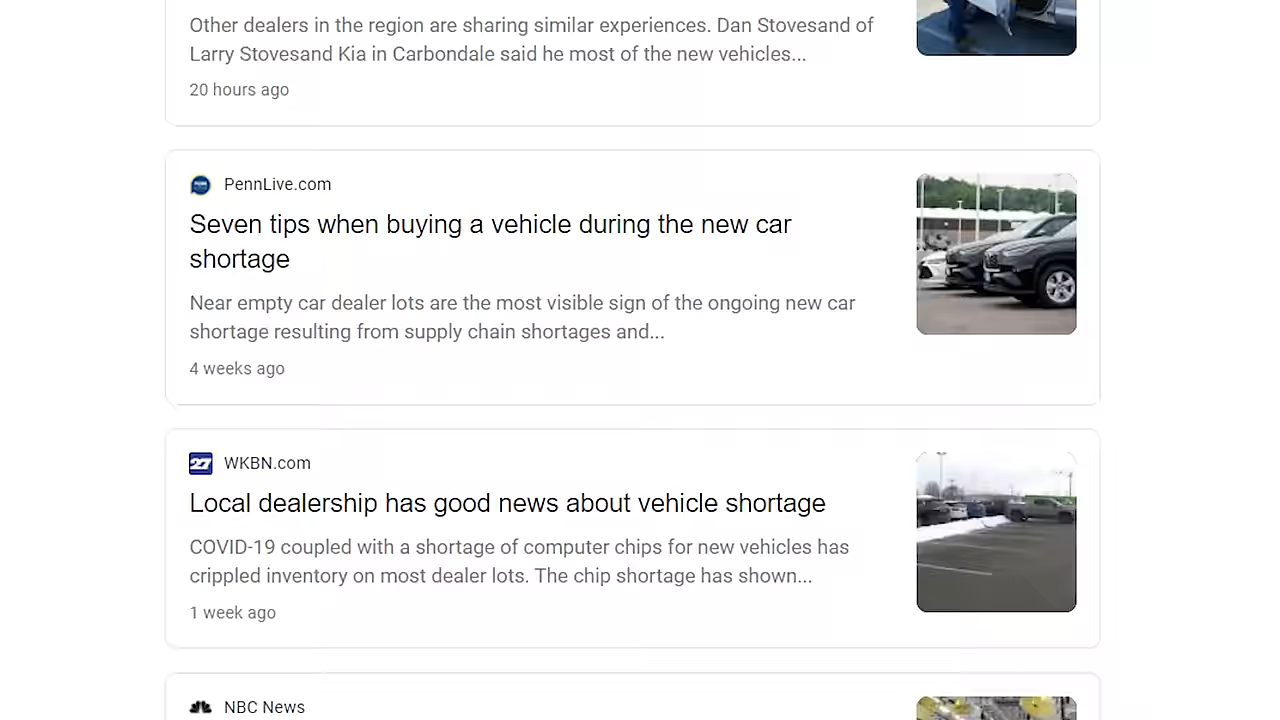 Other dealers in the region are sharing similar experiences. Dan Stovesand of
Larry Stovesand Kia in Carbondale said he most of the new vehicles...
20 hours ago
PennLive.com
Seven tips when buying a vehicle during the new car
shortage
Near empty car dealer lots are the most visible sign of the ongoing new car
shortage resulting from supply chain shortages and...
4 weeks ago
27 WKBN.com
Local dealership has good news about vehicle shortage
COVID-19 coupled with a shortage of computer chips for new vehicles has
crippled inventory on most dealer lots. The chip shortage has shown...
1 week ago
NBC News